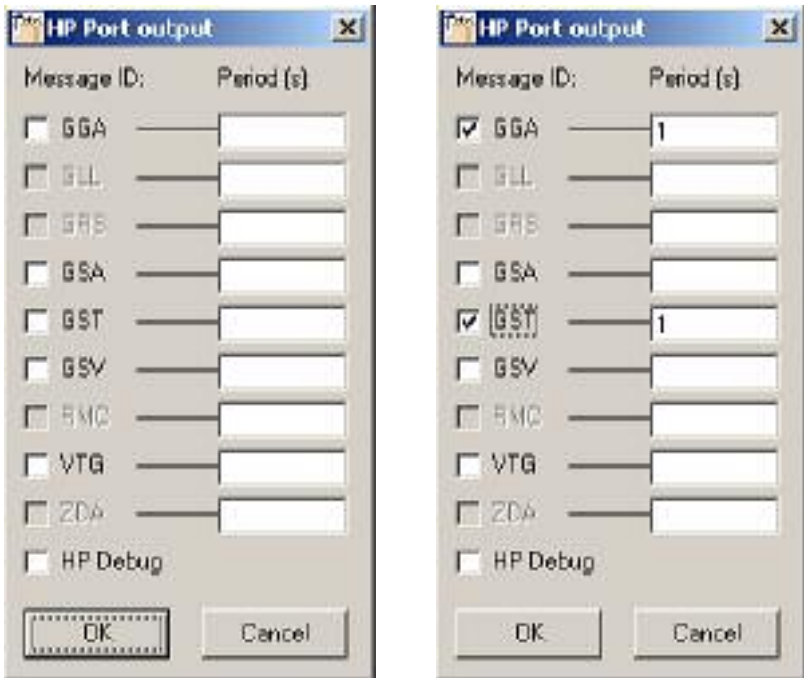 HP Port output
Message ID: Period (s)
GGA
GLL
GRS
GSA
GST
GSV
RMC
VTG
ZDA
HP Debug
OK
Cancel
HP Port output
Message ID: Period (s)
GGA 1
GLL
GRS
GSA
GST 1
GSV
RMC
VTG
ZDA
HP Debug
OK
Cancel